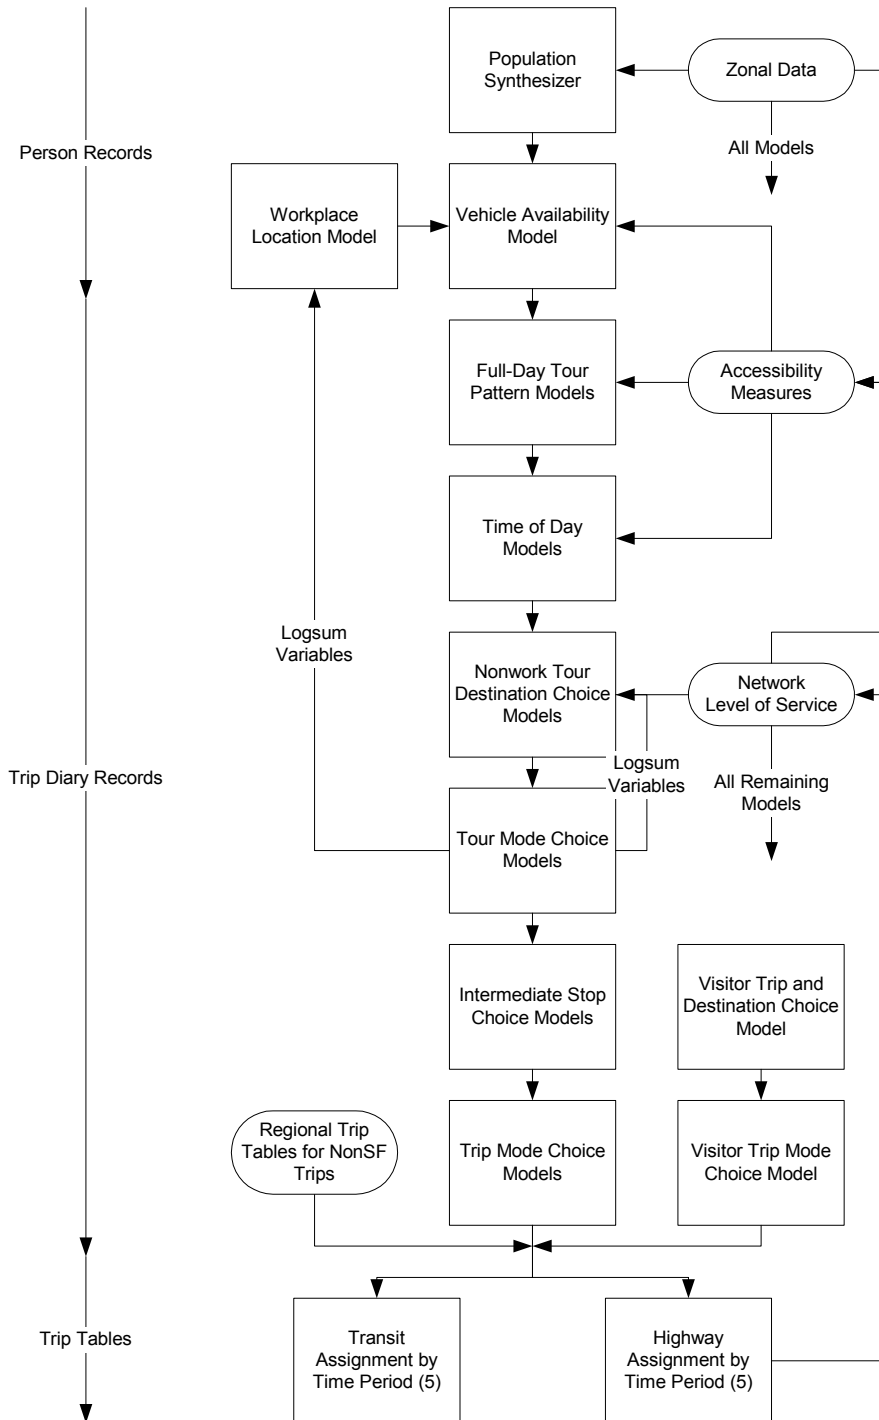 Population
Synthesizer
Zonal Data
All Models
Person Records
Workplace
Location Model
Vehicle Availability
Model
Full-Day Tour
Pattern Models
Accessibility
Measures
Time of Day
Models
Logsum
Variables
Nonwork Tour
Destination Choice
Models
Network
Level of Service
Logsum
Variables
Trip Diary Records
All Remaining
Models
Tour Mode Choice
Models
Intermediate Stop
Choice Models
Visitor Trip and
Destination Choice
Model
Regional Trip
Tables for NonSF
Trips
Trip Mode Choice
Models
Visitor Trip Mode
Choice Model
Trip Tables
Transit
Assignment by
Time Period (5)
Highway
Assignment by
Time Period (5)